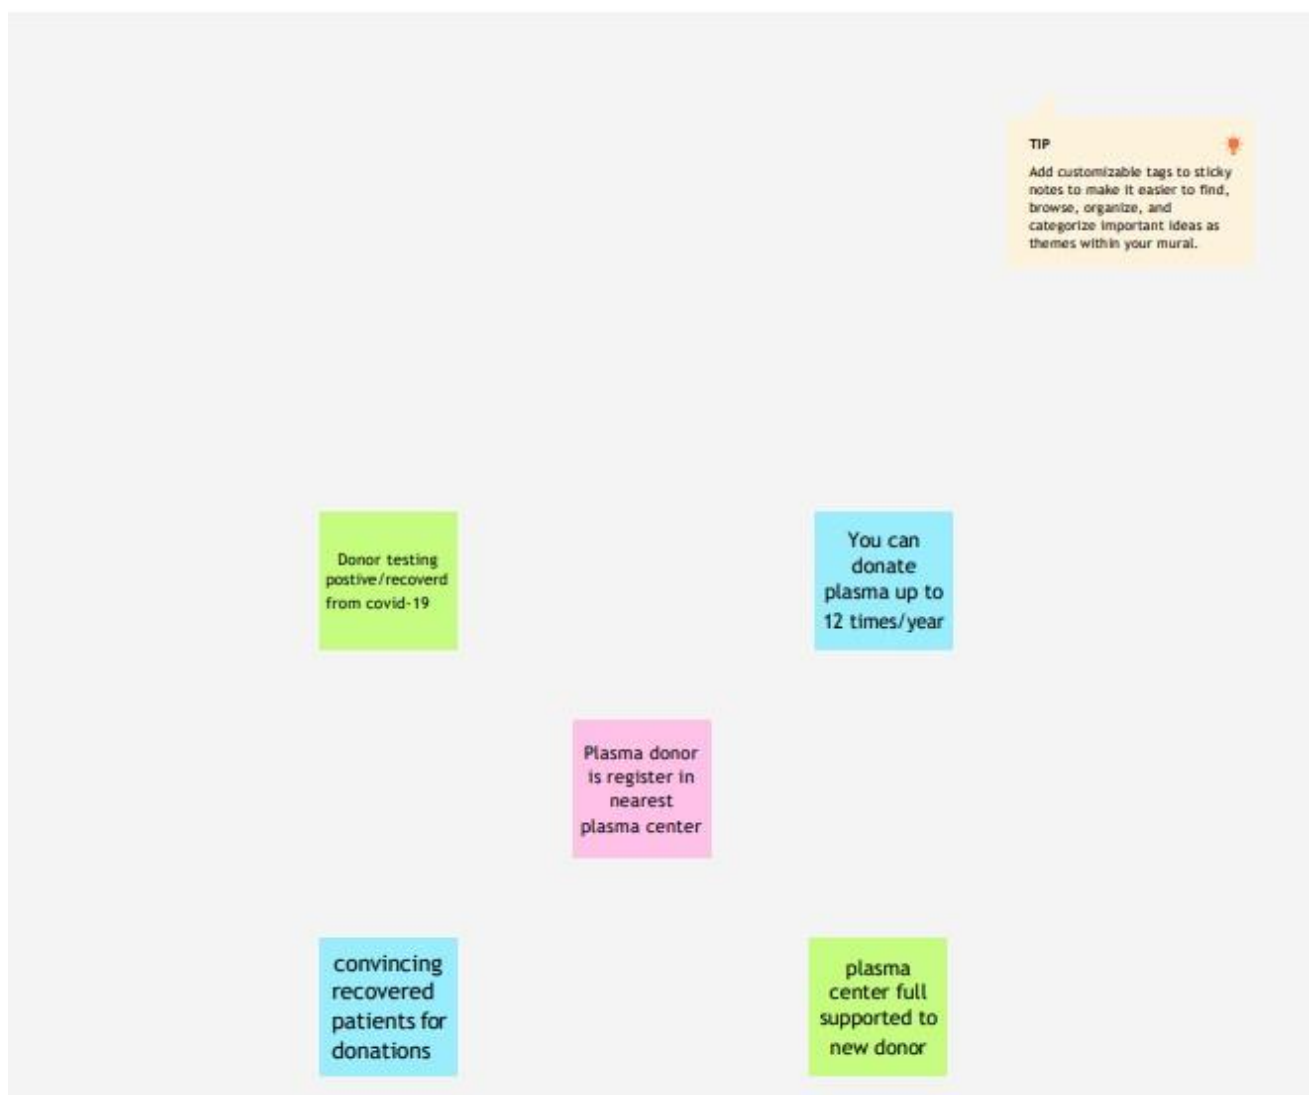 TIP
Add customizable tags to sticky
notes to make it easier to find,
browse, organize, and
categorize important ideas as
themes within your mural.
Donor testing
postive/recoverd
from covid-19
You can
donate
plasma up to
12 times/year
Plasma donor
is register in
nearest
plasma center
convincing
recovered
patients for
donations
plasma
center full
supported to
new donor